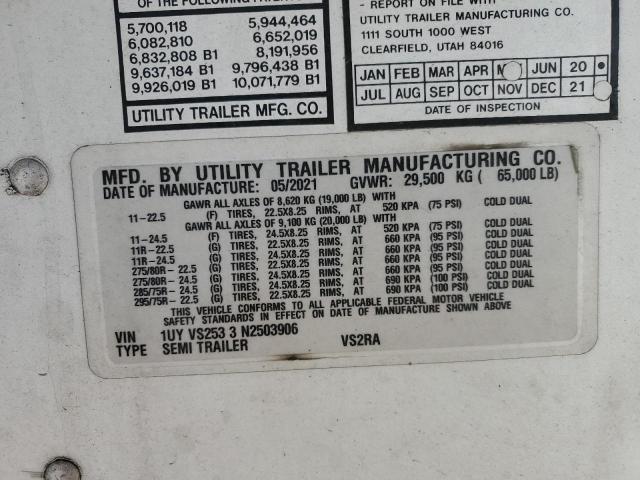 OF THE FOLLOWING
5,700,118 5,944,464
6,082,810 6,652,019
6,832,808 B1 8,191,956
9,637,184 B1 9,796,438 B1
9,926,019 B1 10,071,779 B1
UTILITY TRAILER MFG. CO.
- REPORT ON FILE WITH
UTILITY TRAILER MANUFACTURING CO.
1111 SOUTH 1000 WEST
CLEARFIELD, UTAH 84016
JAN FEB MAR APR JUN 20
JUL AUG SEP OCT NOV DEC 21
DATE OF INSPECTION
MFD. BY UTILITY TRAILER MANUFACTURING CO.
DATE OF MANUFACTURE: 05/2021 GVWR: 29,500 KG ( 65,000 LB)
GAWR ALL AXLES OF 8,620 KG (19,000 LB) WITH
11-22.5 (F) TIRES, 22.5X8.25 RIMS, AT 520 KPA (75 PSI) COLD DUAL
GAWR ALL AXLES OF 9,100 KG (20,000 LB) WITH
11-24.5 (F) TIRES, 24.5X8.25 RIMS, AT 520 KPA (75 PSI) COLD DUAL
11R-22.5 (G) TIRES, 22.5X8.25 RIMS, AT 660 KPA (95 PSI) COLD DUAL
11R-24.5 (G) TIRES, 24.5X8.25 RIMS, AT 660 KPA (95 PSI) COLD DUAL
275/80R-22.5 (G) TIRES, 22.5X8.25 RIMS, AT 660 KPA (95 PSI) COLD DUAL
275/80R-24.5 (G) TIRES, 24.5X8.25 RIMS, AT 660 KPA (95 PSI) COLD DUAL
285/75R-24.5 (G) TIRES, 24.5X8.25 RIMS, AT 690 KPA (100 PSI) COLD DUAL
295/75R-22.5 (G) TIRES, 22.5X8.25 RIMS, AT 690 KPA (100 PSI) COLD DUAL
THIS VEHICLE CONFORMS TO ALL APPLICABLE FEDERAL MOTOR VEHICLE
SAFETY STANDARDS IN EFFECT ON DATE OF MANUFACTURE SHOWN ABOVE
VIN 1UY VS253 3 N2503906
TYPE SEMI TRAILER VS2RA